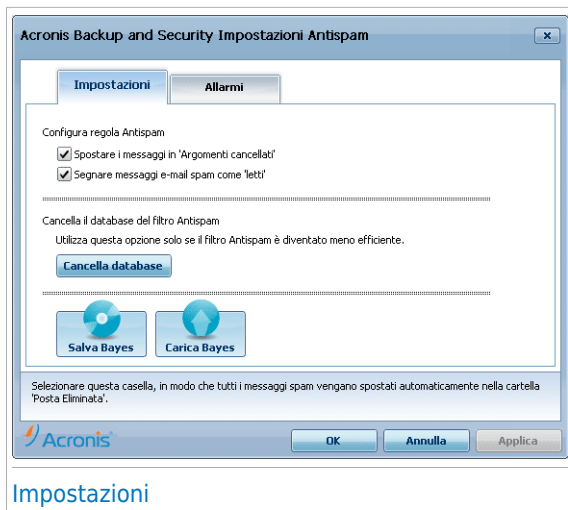 Acronis Backup and Security Impostazioni Antispam
Impostazioni
Allarmi
Configura regola Antispam
Spostare i messaggi in 'Argomenti cancellati'
Segnare messaggi e-mail spam come 'letti'
Cancella il database del filtro Antispam
Utilizza questa opzione solo se il filtro Antispam è diventato meno efficiente.
Cancella database
Salva Bayes
Carica Bayes
Selezionare questa casella, in modo che tutti i messaggi spam vengano spostati automaticamente nella cartella
'Posta Eliminata'.
Acronis
OK
Annulla
Applica
Impostazioni